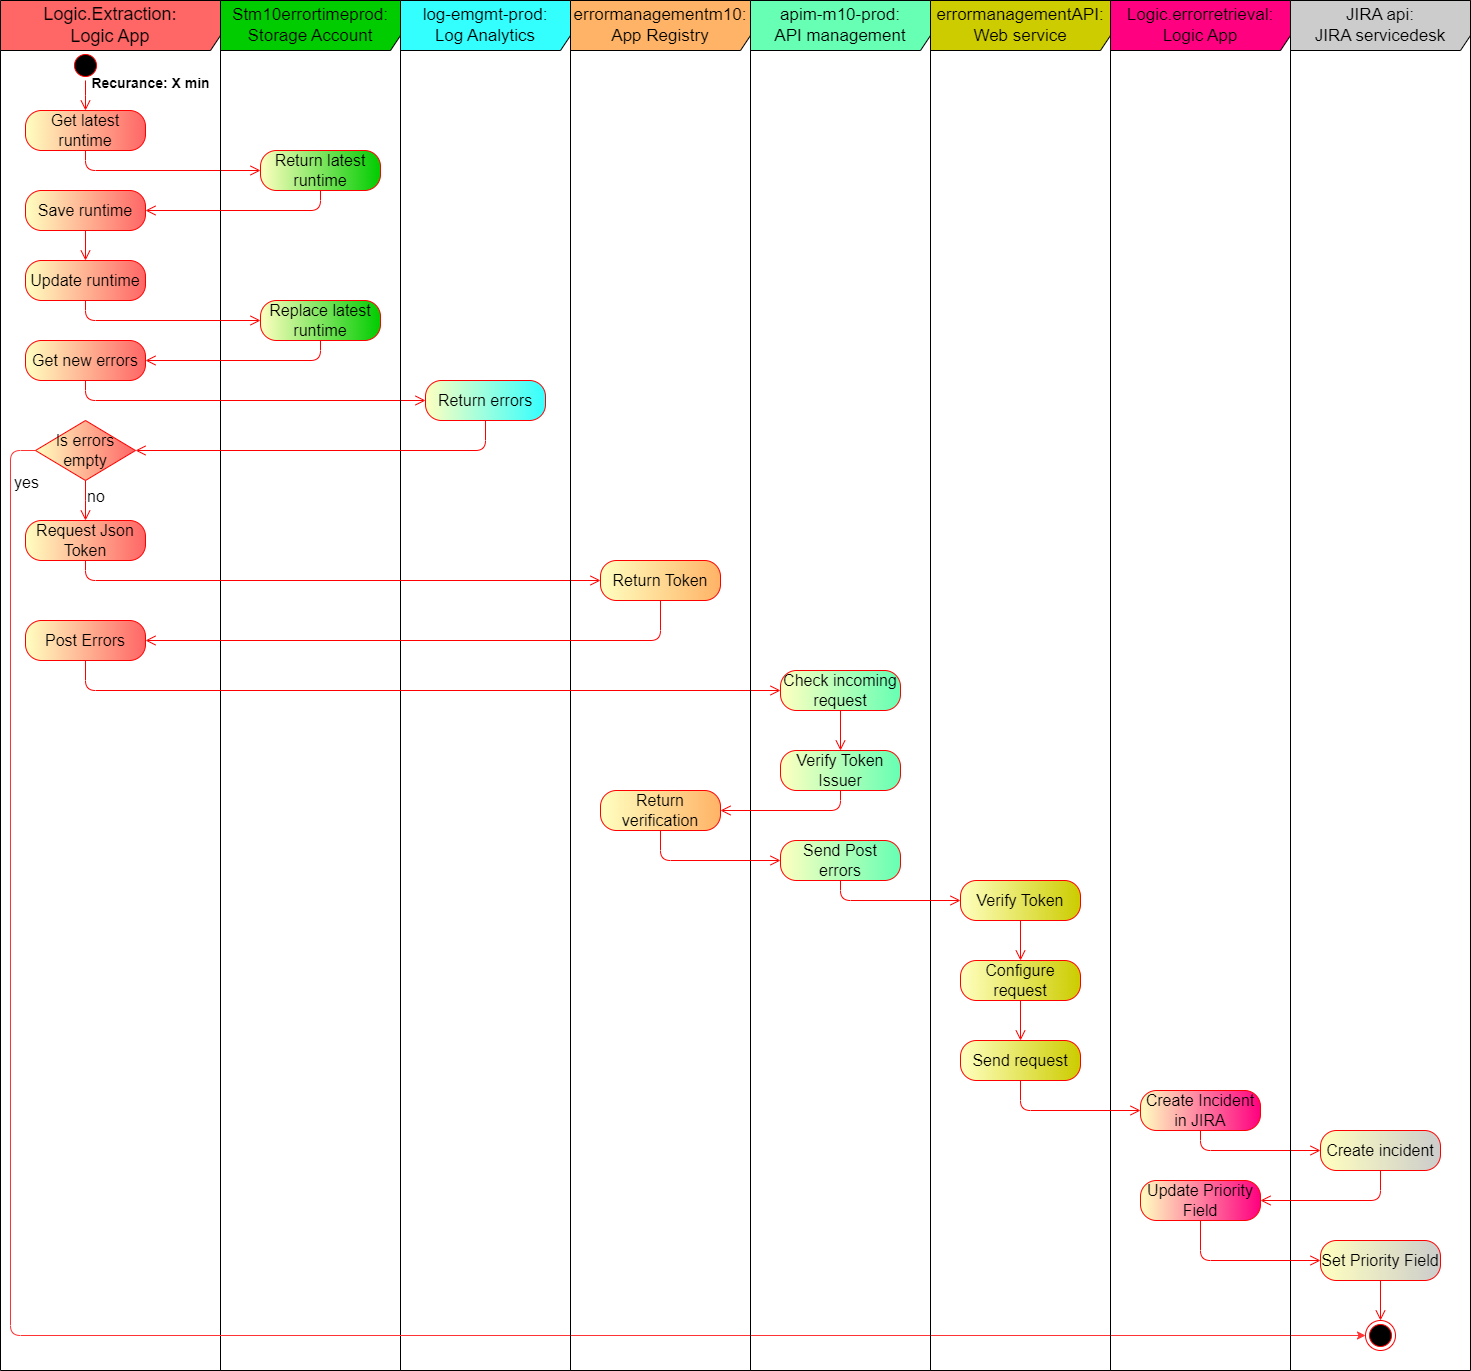 Logic.Extraction:
Logic App
Stm10errortimeprod:
Storage Account
log-emgmt-prod:
Log Analytics
errormanagementm10:
App Registry
apim-m10-prod:
API management
errormanagementAPI:
Web service
Logic.errorretrieval:
Logic App
JIRA api:
JIRA servicedesk
Recurance: X min
Get latest
runtime
Return latest
runtime
Save runtime
Update runtime
Replace latest
runtime
Get new errors
Return errors
Is errors
empty
yes
no
Request Json
Token
Return Token
Post Errors
Check incoming
request
Verify Token
Issuer
Return
verification
Send Post
errors
Verify Token
Configure
request
Send request
Create Incident
in JIRA
Create incident
Update Priority
Field
Set Priority Field